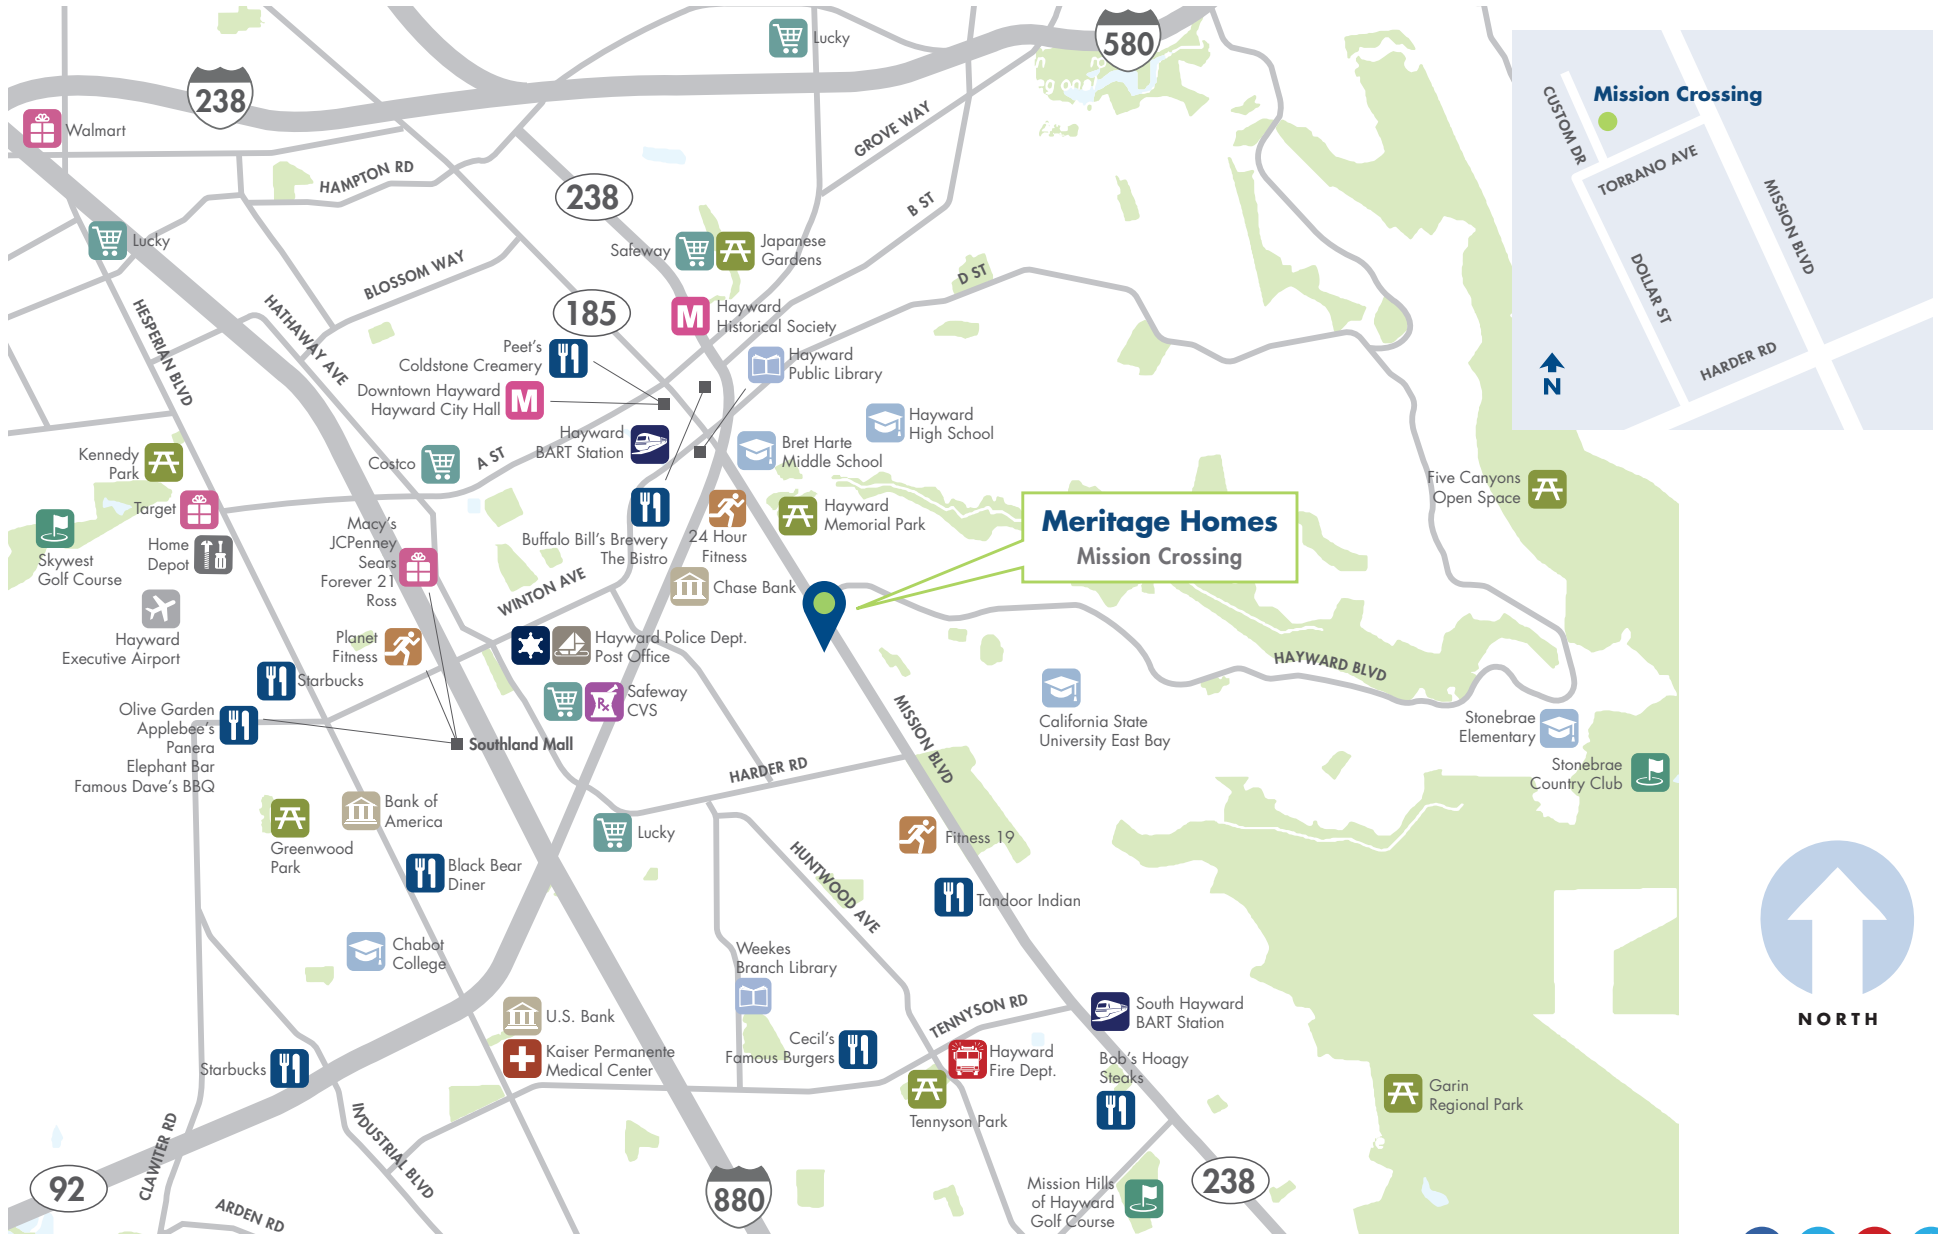 Lucky
580
238
Walmart
HAMPTON RD
GROVE WAY
238
B ST
Safeway
Japanese
Gardens
Lucky
BLOSSOM WAY
D ST
HESPERIAN BLVD
HATHAWAY AVE
185
Hayward
Historical Society
Peet's
Coldstone Creamery
Hayward
Public Library
Downtown Hayward
Hayward City Hall
M
M
Hayward
High School
Hayward
BART Station
Bret Harte
Middle School
Kennedy
Park
Costco
A ST
Target
Skywest
Golf Course
Home
Depot
Macy's
JCPenney
Sears
Forever 21
Ross
Buffalo Bill's Brewery
The Bistro
24 Hour
Fitness
Hayward
Memorial Park
Meritage Homes
Mission Crossing
Five Canyons
Open Space
WINTON AVE
Chase Bank
Hayward
Executive Airport
Planet
Fitness
Hayward Police Dept.
Post Office
Starbucks
Safeway
CVS
Rx
Olive Garden
Applebee's
Panera
Elephant Bar
Famous Dave's BBQ
Southland Mall
MISSION BLVD
HAYWARD BLVD
California State
University East Bay
Stonebrae
Elementary
Stonebrae
Country Club
HARDER RD
Greenwood
Park
Bank of
America
Lucky
Fitness 19
Black Bear
Diner
HUNTWOOD AVE
Tandoor Indian
Chabot
College
Weekes
Branch Library
U.S. Bank
Kaiser Permanente
Medical Center
Cecil's
Famous Burgers
TENNYSON RD
South Hayward
BART Station
Hayward
Fire Dept.
Bob's Hoagy
Steaks
Tennyson Park
Garin
Regional Park
Starbucks
CLAWITER RD
INDUSTRIAL BLVD
ARDEN RD
92
880
Mission Hills
of Hayward
Golf Course
238
Mission Crossing
CUSTOM DR
TORRANO AVE
MISSION BLVD
DOLLAR ST
HARDER RD
N
NORTH